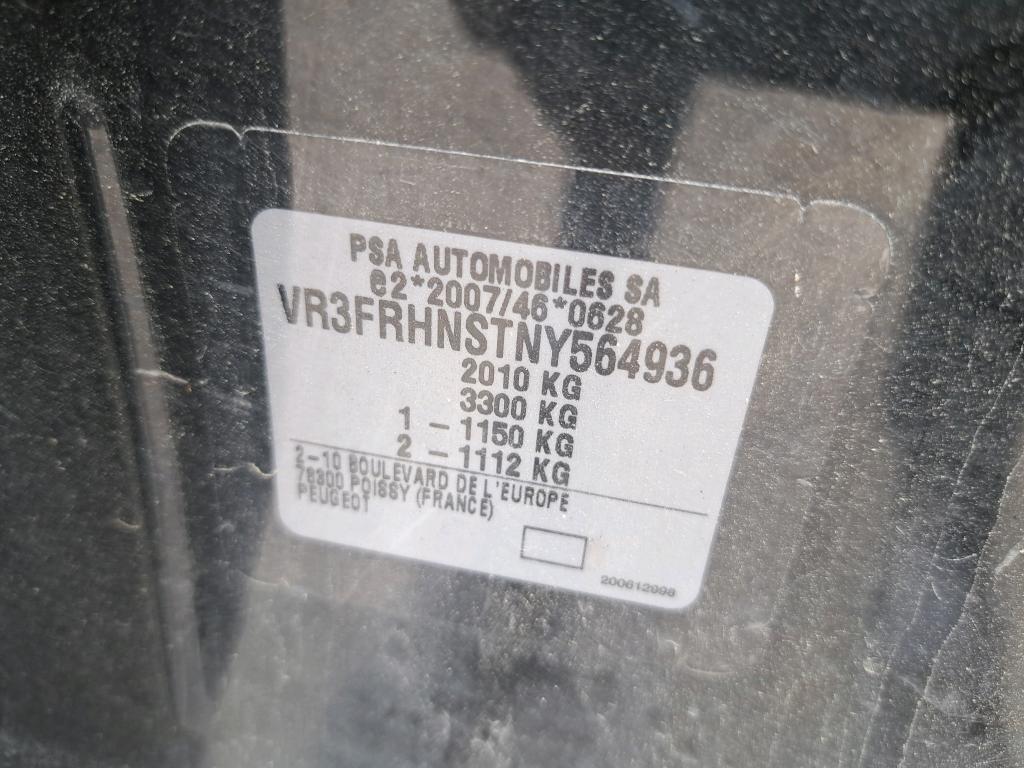 PSA AUTOMOBILES SA
e2*2007/46*0628
VR3FRHNSTNY564936
2010 KG
3300 KG
1 - 1150 KG
2 - 1112 KG
2-10 BOULEVARD DE L'EUROPE
78300 POISSY (FRANCE)
PEUGEOT
200612998